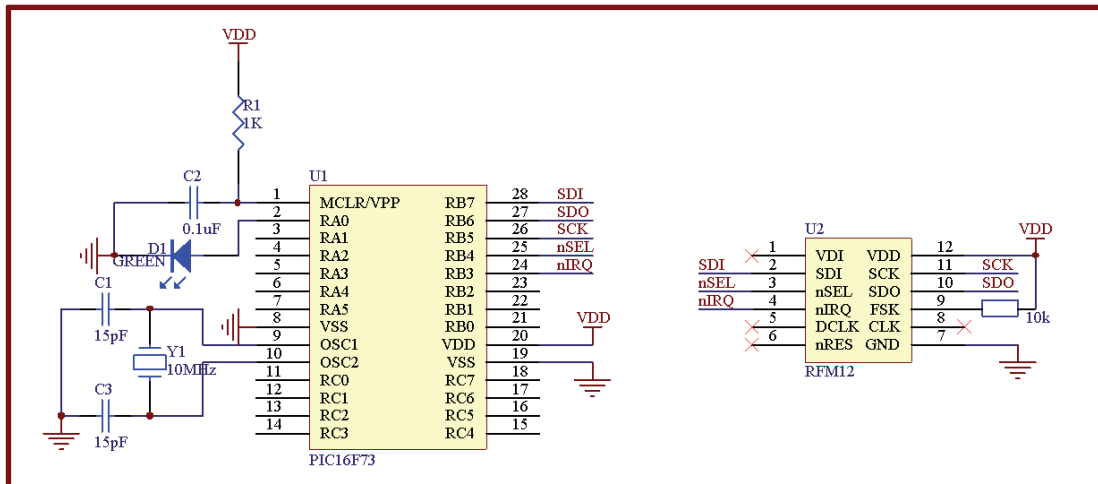 VDD
R1
1K
C2
0.1uF
D1
GREEN
C1
15pF
Y1
10MHz
C3
15pF
U1
1 MCLR/VPP RB7 28 SDI
2 RA0 RB6 27 SDO
3 RA1 RB5 26 SCK
4 RA2 RB4 25 nSEL
5 RA3 RB3 24 nIRQ
6 RA4 RB2 23
7 RA5 RB1 22
8 VSS RB0 21
9 OSC1 VDD 20 VDD
10 OSC2 VSS 19
11 RC0 RC7 18
12 RC1 RC6 17
13 RC2 RC5 16
14 RC3 RC4 15
PIC16F73
U2
VDD
1 VDI VDD 12
SDI 2 SDI SCK 11 SCK
nSEL 3 nSEL SDO 10 SDO
nIRQ 4 nIRQ FSK 9 10k
5 DCLK CLK 8
6 nRES GND 7
RFM12